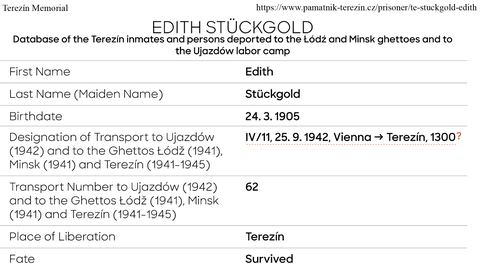 Terezín Memorial https://www.pamatnik-terezin.cz/prisoner/te-stuckgold-edith
EDITH STÜCKGOLD
Database of the Terezín inmates and persons deported to the Łódź and Minsk ghettoes and to
the Ujazdów labor camp
First Name Edith
Last Name (Maiden Name) Stückgold
Birthdate 24. 3. 1905
Designation of Transport to Ujazdów IV/11, 25. 9. 1942, Vienna → Terezín, 1300?
(1942) and to the Ghettos Łódź (1941),
Minsk (1941) and Terezín (1941-1945)
Transport Number to Ujazdów (1942) 62
and to the Ghettos Łódź (1941), Minsk
(1941) and Terezín (1941-1945)
Place of Liberation Terezín
Fate Survived